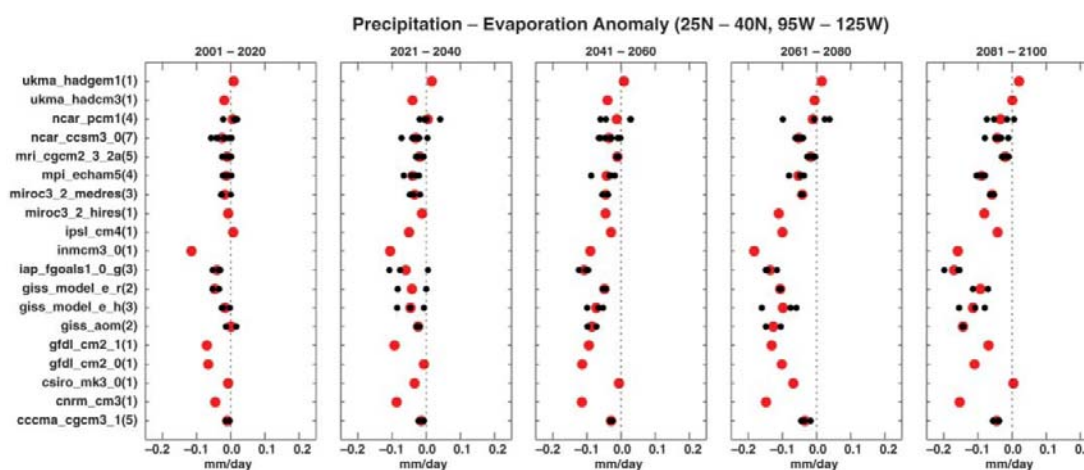 Precipitation – Evaporation Anomaly (25N – 40N, 95W – 125W)
2001 – 2020 2021 – 2040 2041 – 2060 2061 – 2080 2081 – 2100
ukma_hadgem1(1)
ukma_hadcm3(1)
ncar_pcm1(4)
ncar_ccsm3_0(7)
mri_cgcm2_3_2a(5)
mpi_echam5(4)
miroc3_2_medres(3)
miroc3_2_hires(1)
ipsl_cm4(1)
inmcm3_0(1)
iap_fgoals1_0_g(3)
giss_model_e_r(2)
giss_model_e_h(3)
giss_aom(2)
gfdl_cm2_1(1)
gfdl_cm2_0(1)
csiro_mk3_0(1)
cnrm_cm3(1)
cccma_cgcm3_1(5)
–0.2 –0.1 0.0 0.1 0.2 –0.2 –0.1 0.0 0.1 0.2 –0.2 –0.1 0.0 0.1 0.2 –0.2 –0.1 0.0 0.1 0.2 –0.2 –0.1 0.0 0.1 0.2
mm/day mm/day mm/day mm/day mm/day